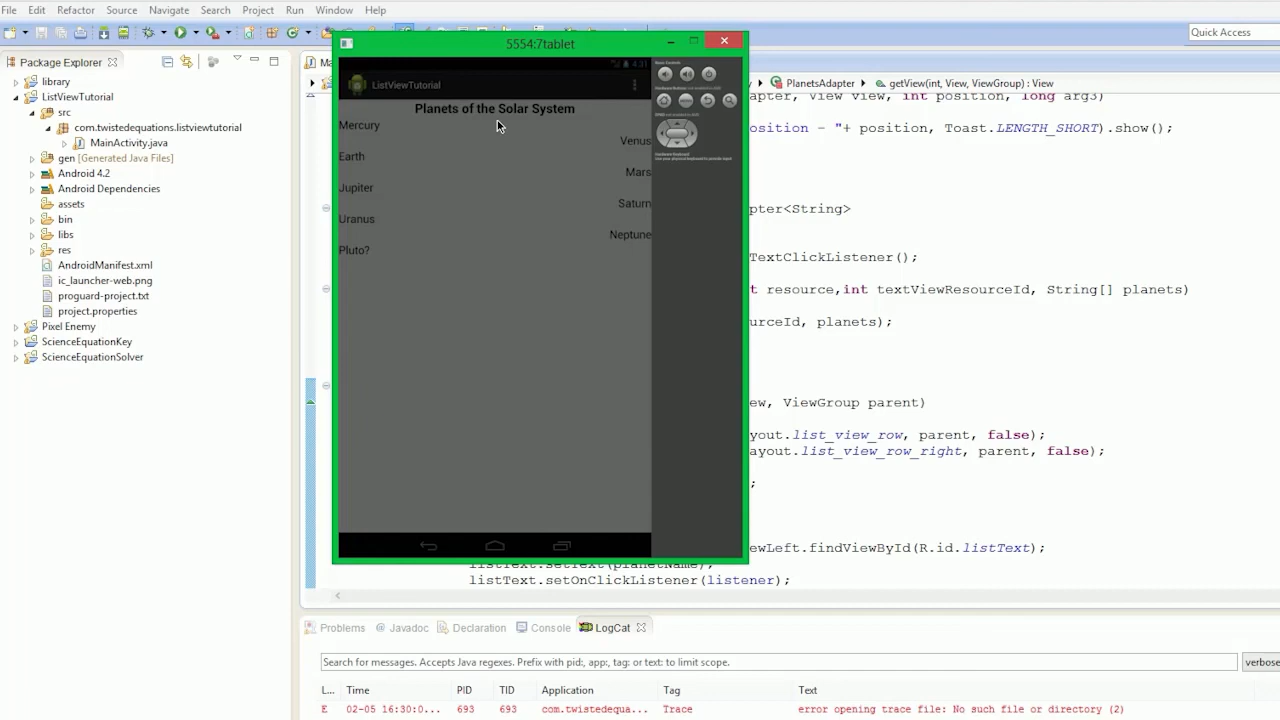 File Edit Refactor Source Navigate Search Project Run Window Help
Quick Access
Package Explorer
library
ListViewTutorial
src
com.twistedequations.listviewtutorial
MainActivity.java
gen [Generated Java Files]
Android 4.2
Android Dependencies
assets
bin
libs
res
AndroidManifest.xml
ic_launcher-web.png
proguard-project.txt
project.properties
Pixel Enemy
ScienceEquationKey
ScienceEquationSolver
5554:7tablet
4:31
ListViewTutorial
Planets of the Solar System
Mercury
Venus
Earth
Mars
Jupiter
Saturn
Uranus
Neptune
Pluto?
PlanetsAdapter
getView(int, View, ViewGroup) : View
apter, View view, int position, long arg3)
osition - "+ position, Toast.LENGTH_SHORT).show();
pter<String>
TextClickListener();
t resource,int textViewResourceId, String[] planets)
urceId, planets);
ew, ViewGroup parent)
yout.list_view_row, parent, false);
ayout.list_view_row_right, parent, false);
;
ewLeft.findViewById(R.id.listText);
listText.setText(planetName);
listText.setOnClickListener(listener);
Problems Javadoc Declaration Console LogCat
Search for messages. Accepts Java regexes. Prefix with pid:, app:, tag: or text: to limit scope.
verbose
L... Time PID TID Application Tag Text
E 02-05 16:30:0... 693 693 com.twistedequa... Trace error opening trace file: No such file or directory (2)